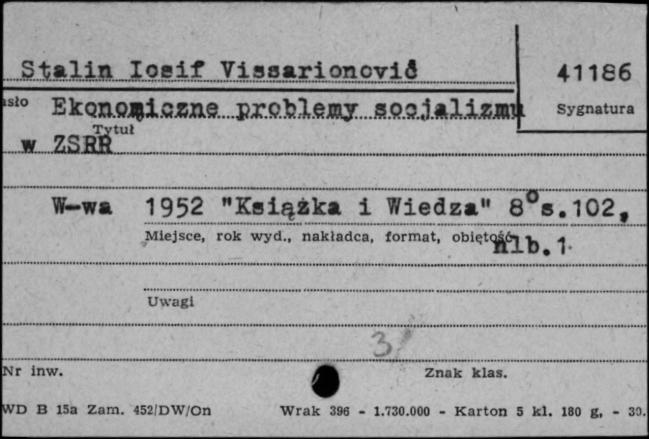 Stalin Iosif Vissarionovič
41186
Sygnatura
asło Ekonomiczne problemy socjalizmu
Tytuł
w ZSRR
W-wa 1952 "Książka i Wiedza" 8° s.102,
Miejsce, rok wyd., nakładca, format, objętość
nlb.1.
Uwagi
3/
Nr inw.
Znak klas.
WD B 15a Zam. 452/DW/On
Wrak 396 - 1.730.000 - Karton 5 kl. 180 g, - 30.